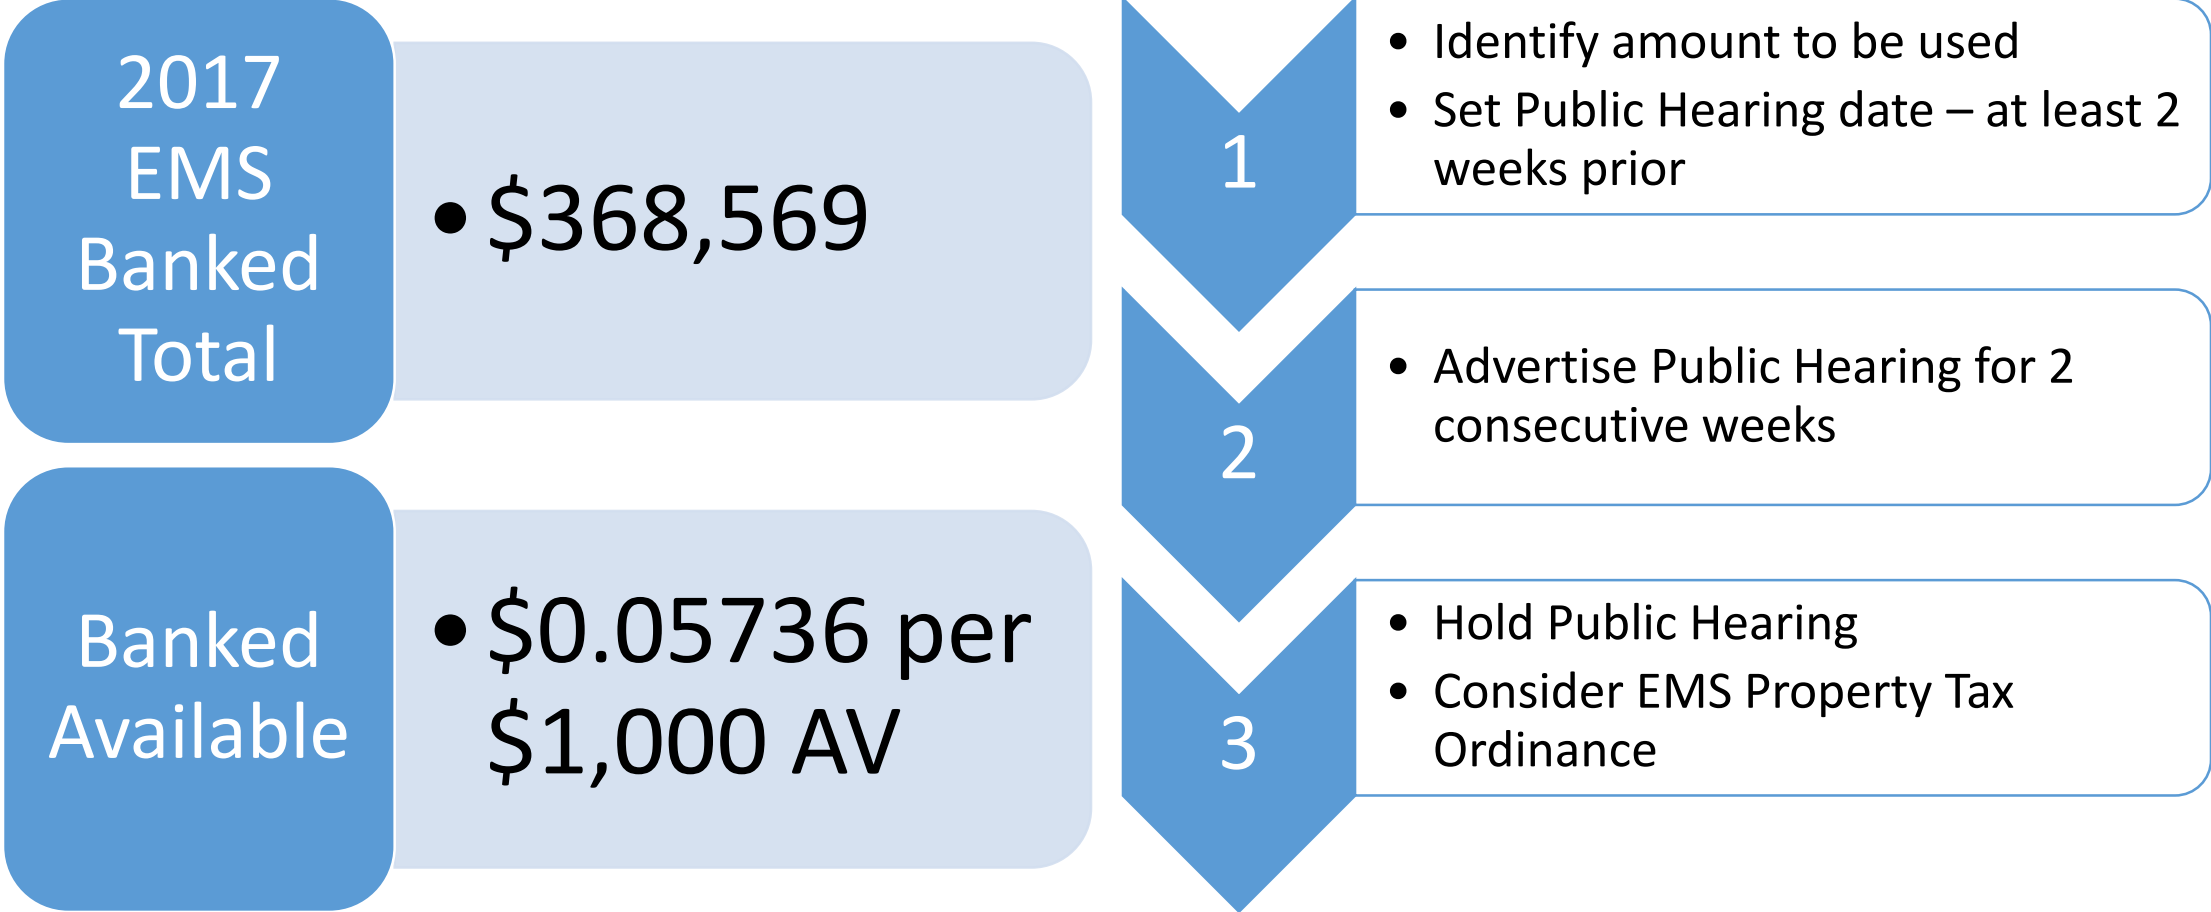 2017
EMS
Banked
Total
• $368,569
Banked
Available
• $0.05736 per
$1,000 AV
1
• Identify amount to be used
• Set Public Hearing date – at least 2
weeks prior
2
• Advertise Public Hearing for 2
consecutive weeks
3
• Hold Public Hearing
• Consider EMS Property Tax
Ordinance